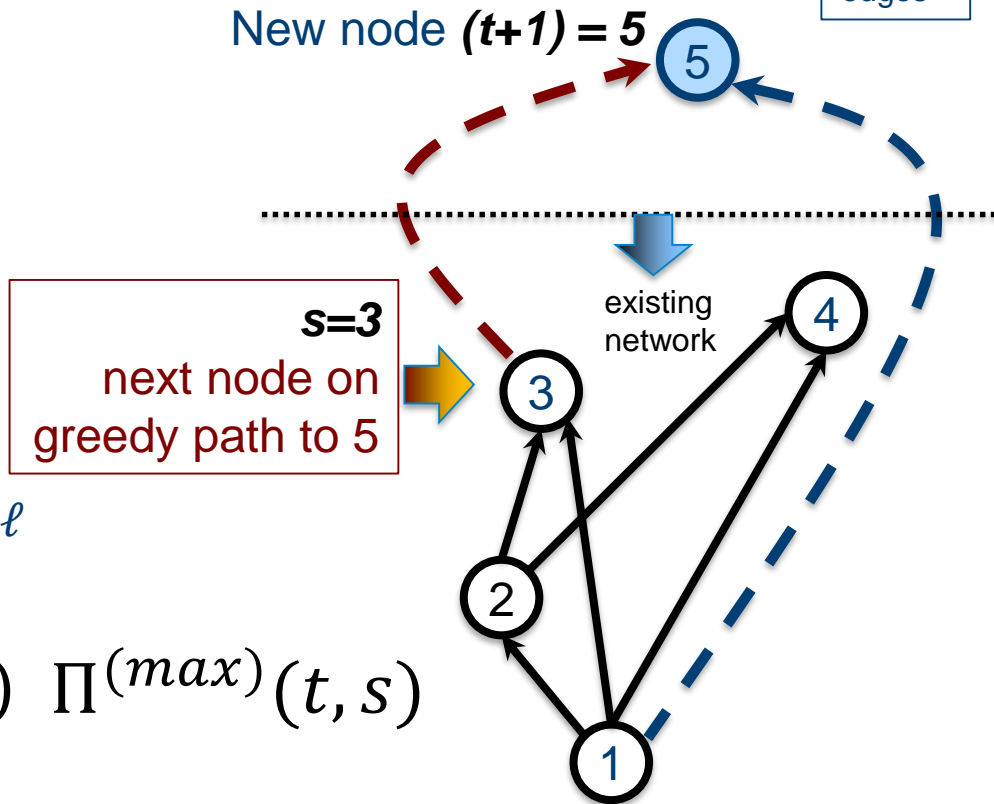 New node (t+1) = 5
5
existing
network
4
s=3
next node on
greedy path to 5
3
ℓ
2
) Π^(max)(t, s)
1